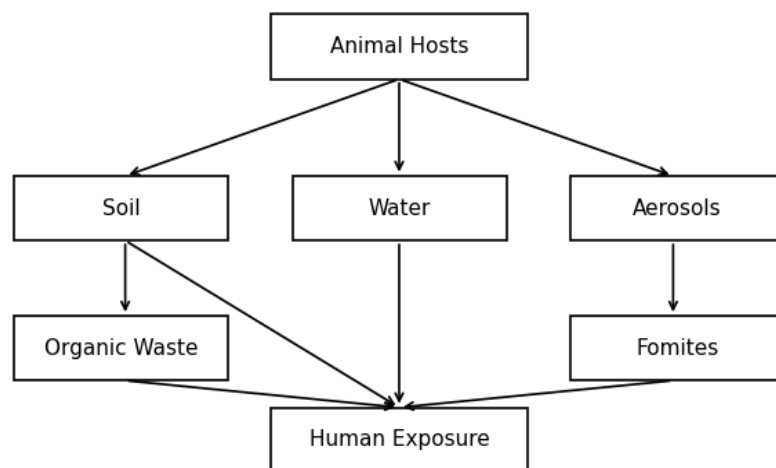 Animal Hosts
Soil
Water
Aerosols
Organic Waste
Fomites
Human Exposure